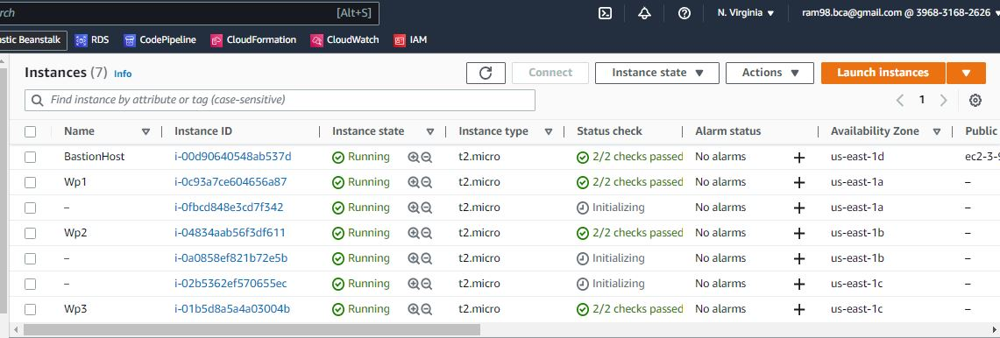 rch [Alt+S] N. Virginia ram98.bca@gmail.com @ 3968-3168-2626
stic Beanstalk RDS CodePipeline CloudFormation CloudWatch IAM
Instances (7) Info Connect Instance state Actions Launch instances
Find instance by attribute or tag (case-sensitive) 1
Name Instance ID Instance state Instance type Status check Alarm status Availability Zone Public
BastionHost i-00d90640548ab537d Running t2.micro 2/2 checks passed No alarms + us-east-1d ec2-3-9
Wp1 i-0c93a7ce604656a87 Running t2.micro 2/2 checks passed No alarms + us-east-1a –
– i-0fbcd848e3cd7f342 Running t2.micro Initializing No alarms + us-east-1a –
Wp2 i-04834aab56f3df611 Running t2.micro 2/2 checks passed No alarms + us-east-1b –
– i-0a0858ef821b72e5b Running t2.micro Initializing No alarms + us-east-1b –
– i-02b5362ef570655ec Running t2.micro Initializing No alarms + us-east-1c –
Wp3 i-01b5d8a5a4a03004b Running t2.micro 2/2 checks passed No alarms + us-east-1c –